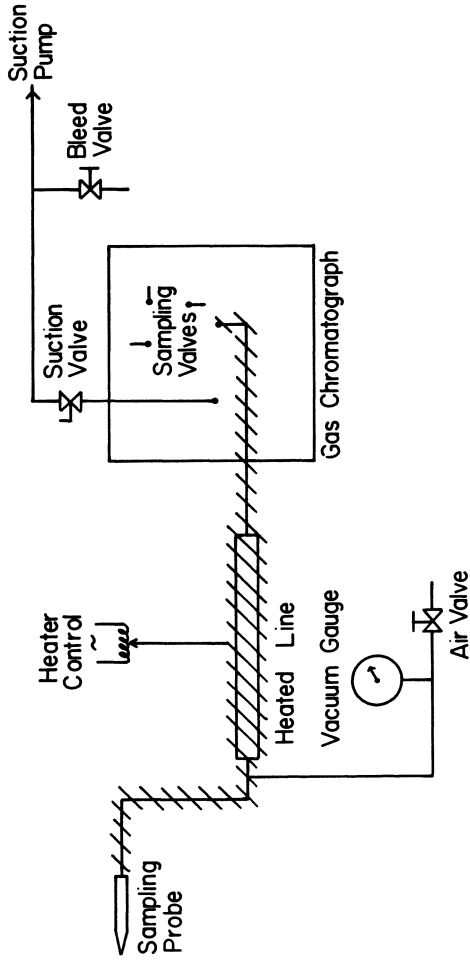 Suction
Pump
Bleed
Valve
Suction
Valve
Sampling
Valves
Gas Chromatograph
Heater
Control
~
Heated Line
Vacuum Gauge
Air Valve
Sampling
Probe